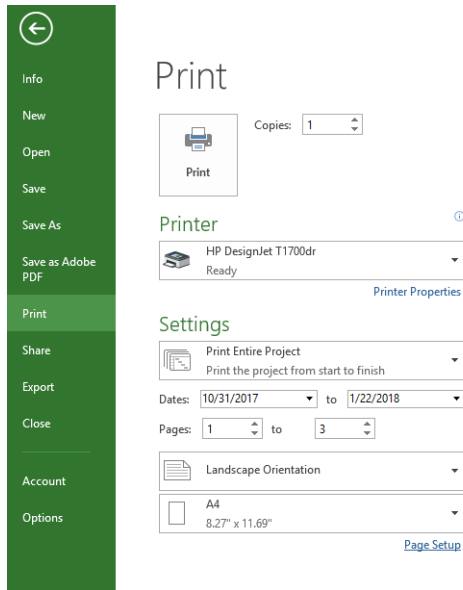 Info
New
Open
Save
Save As
Save as Adobe
PDF
Print
Share
Export
Close
Account
Options
Print
Copies: 1
Print
Printer
HP DesignJet T1700dr
Ready
Printer Properties
Settings
Print Entire Project
Print the project from start to finish
Dates: 10/31/2017 to 1/22/2018
Pages: 1 to 3
Landscape Orientation
A4
8.27" x 11.69"
Page Setup